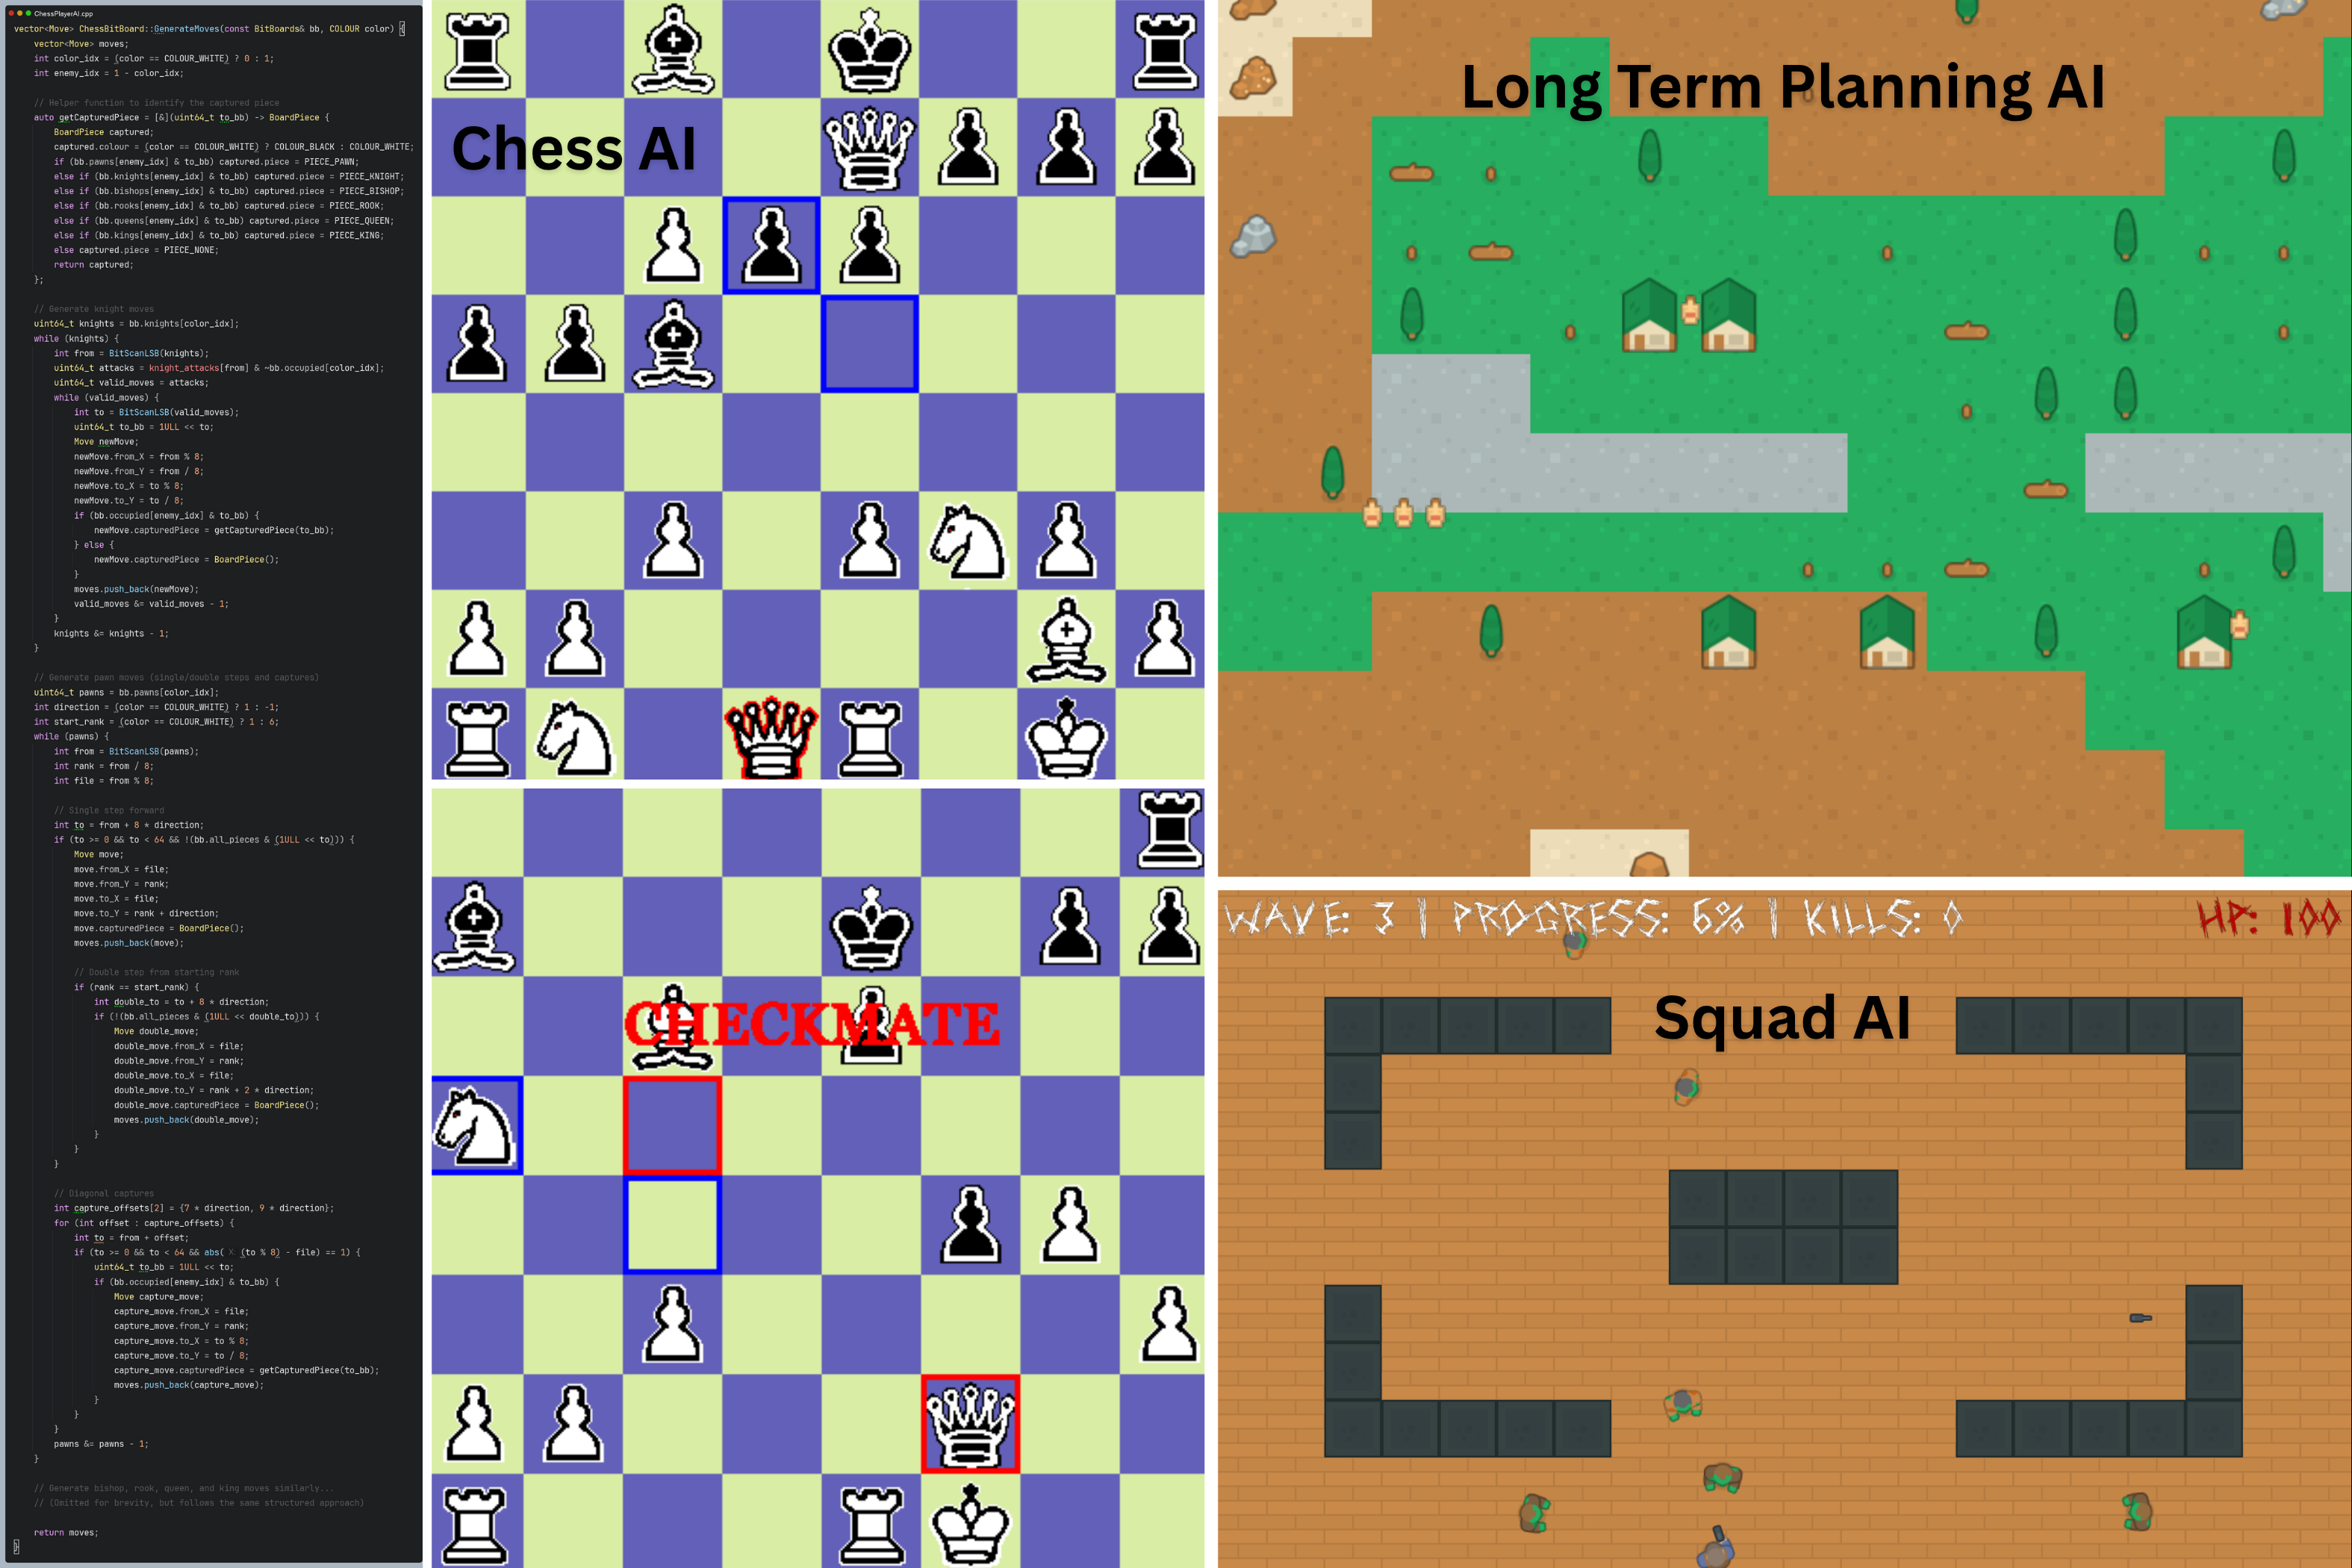 ChessPlayerAI.cpp
vector<Move> ChessBitBoard::GenerateMoves(const BitBoards& bb, COLOUR color) {
vector<Move> moves;
int color_idx = (color == COLOUR_WHITE) ? 0 : 1;
int enemy_idx = 1 - color_idx;
// Helper function to identify the captured piece
auto getCapturedPiece = [&](uint64_t to_bb) -> BoardPiece {
BoardPiece captured;
captured.colour = (color == COLOUR_WHITE) ? COLOUR_BLACK : COLOUR_WHITE;
if (bb.pawns[enemy_idx] & to_bb) captured.piece = PIECE_PAWN;
else if (bb.knights[enemy_idx] & to_bb) captured.piece = PIECE_KNIGHT;
else if (bb.bishops[enemy_idx] & to_bb) captured.piece = PIECE_BISHOP;
else if (bb.rooks[enemy_idx] & to_bb) captured.piece = PIECE_ROOK;
else if (bb.queens[enemy_idx] & to_bb) captured.piece = PIECE_QUEEN;
else if (bb.kings[enemy_idx] & to_bb) captured.piece = PIECE_KING;
else captured.piece = PIECE_NONE;
return captured;
};
// Generate knight moves
uint64_t knights = bb.knights[color_idx];
while (knights) {
int from = BitScanLSB(knights);
uint64_t attacks = knight_attacks[from] & ~bb.occupied[color_idx];
uint64_t valid_moves = attacks;
while (valid_moves) {
int to = BitScanLSB(valid_moves);
uint64_t to_bb = 1ULL << to;
Move newMove;
newMove.from_X = from % 8;
newMove.from_Y = from / 8;
newMove.to_X = to % 8;
newMove.to_Y = to / 8;
if (bb.occupied[enemy_idx] & to_bb) {
newMove.capturedPiece = getCapturedPiece(to_bb);
} else {
newMove.capturedPiece = BoardPiece();
}
moves.push_back(newMove);
valid_moves &= valid_moves - 1;
}
knights &= knights - 1;
}
// Generate pawn moves (single/double steps and captures)
uint64_t pawns = bb.pawns[color_idx];
int direction = (color == COLOUR_WHITE) ? 1 : -1;
int start_rank = (color == COLOUR_WHITE) ? 1 : 6;
while (pawns) {
int from = BitScanLSB(pawns);
int rank = from / 8;
int file = from % 8;
// Single step forward
int to = from + 8 * direction;
if (to >= 0 && to < 64 && !(bb.all_pieces & (1ULL << to))) {
Move move;
move.from_X = file;
move.from_Y = rank;
move.to_X = file;
move.to_Y = rank + direction;
move.capturedPiece = BoardPiece();
moves.push_back(move);
// Double step from starting rank
if (rank == start_rank) {
int double_to = to + 8 * direction;
if (!(bb.all_pieces & (1ULL << double_to))) {
Move double_move;
double_move.from_X = file;
double_move.from_Y = rank;
double_move.to_X = file;
double_move.to_Y = rank + 2 * direction;
double_move.capturedPiece = BoardPiece();
moves.push_back(double_move);
}
}
}
// Diagonal captures
int capture_offsets[2] = {7 * direction, 9 * direction};
for (int offset : capture_offsets) {
int to = from + offset;
if (to >= 0 && to < 64 && abs( X: (to % 8) - file) == 1) {
uint64_t to_bb = 1ULL << to;
if (bb.occupied[enemy_idx] & to_bb) {
Move capture_move;
capture_move.from_X = file;
capture_move.from_Y = rank;
capture_move.to_X = to % 8;
capture_move.to_Y = to / 8;
capture_move.capturedPiece = getCapturedPiece(to_bb);
moves.push_back(capture_move);
}
}
}
pawns &= pawns - 1;
}
// Generate bishop, rook, queen, and king moves similarly...
// (Omitted for brevity, but follows the same structured approach)
return moves;
}
Chess AI
CHECKMATE
Long Term Planning AI
WAVE: 3 | PROGRESS: 6% | KILLS: 0
HP: 100
Squad AI